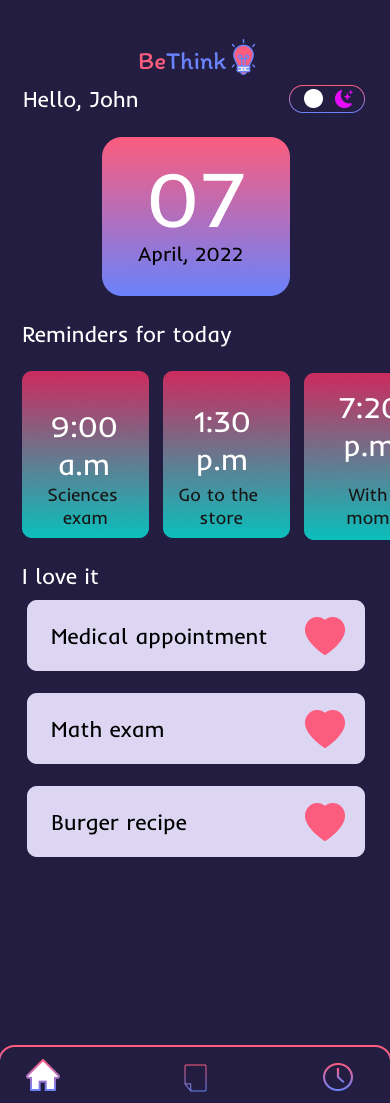 BeThink
Hello, John
07
April, 2022
Reminders for today
9:00
a.m
Sciences
exam
1:30
p.m
Go to the
store
7:20
p.m
With
mom
I love it
Medical appointment
Math exam
Burger recipe